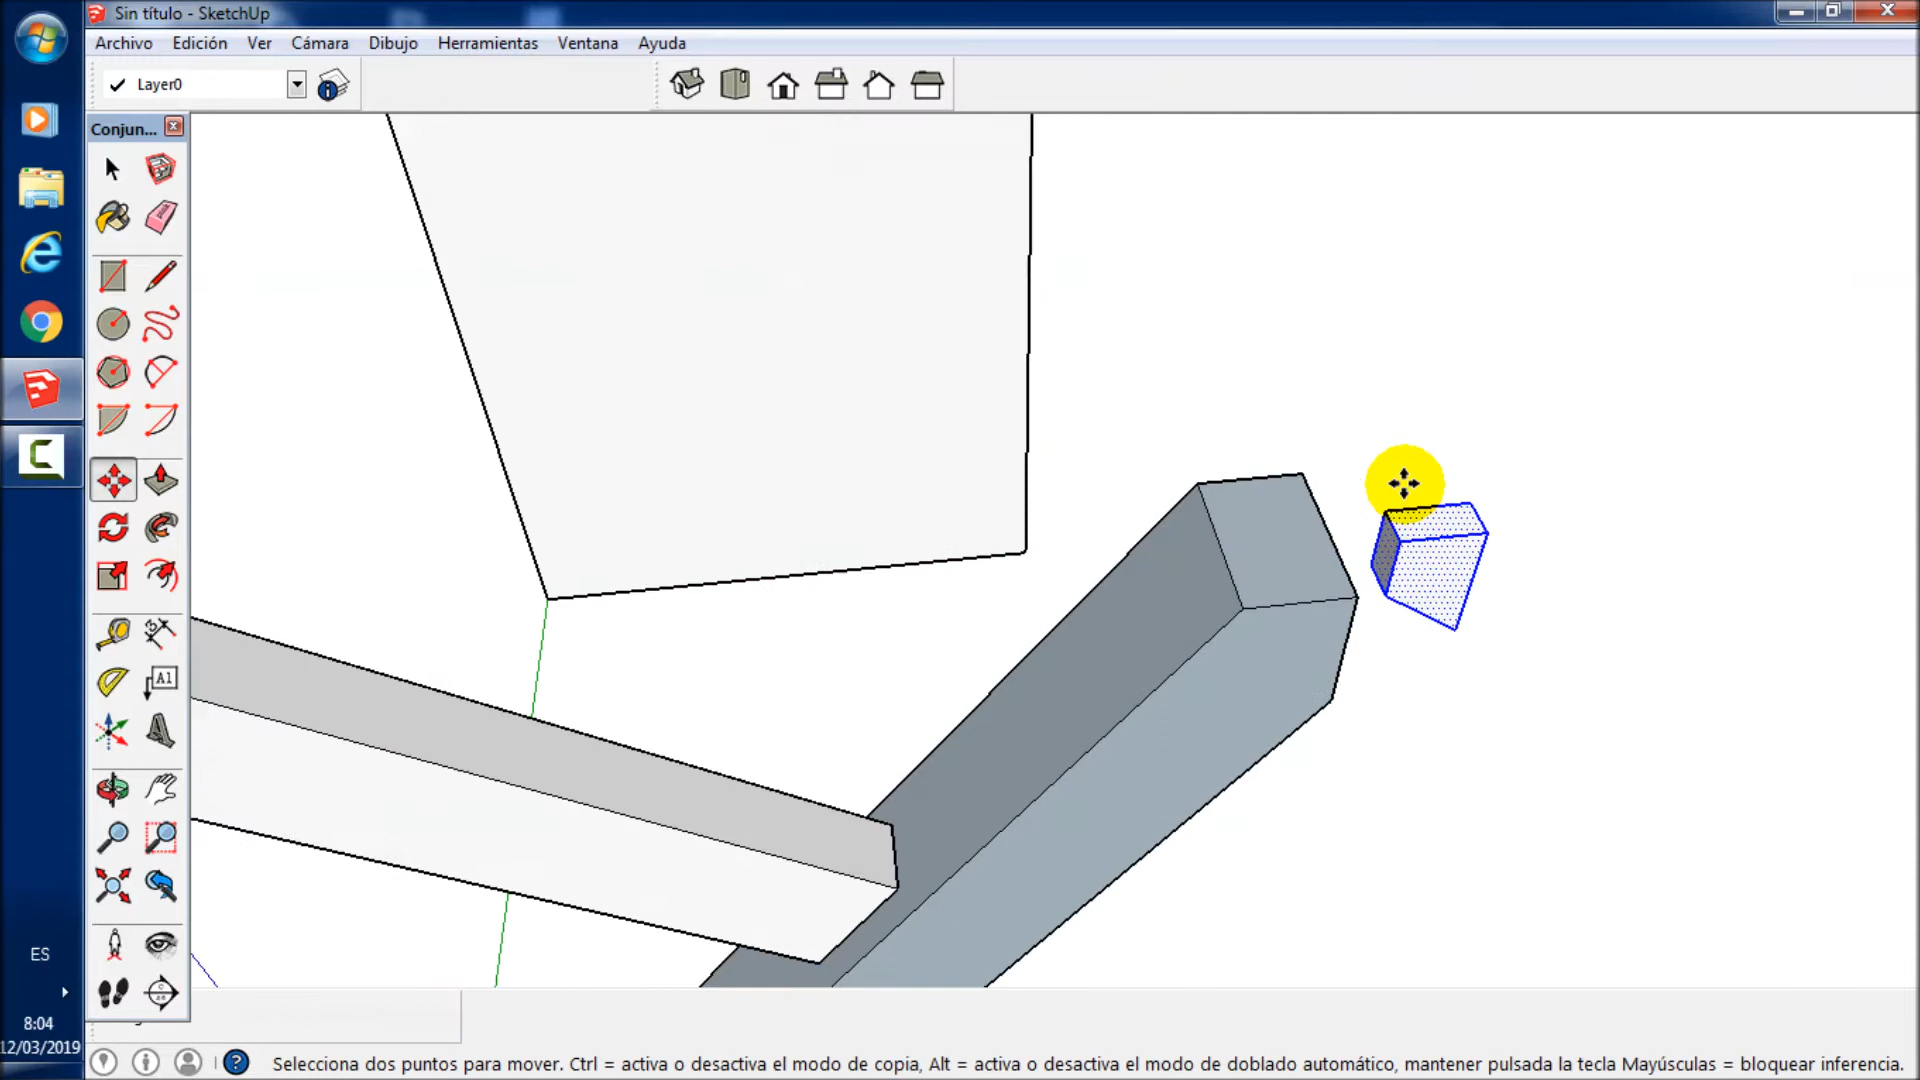 Sin título - SketchUp
Archivo Edición Ver Cámara Dibujo Herramientas Ventana Ayuda
Layer0
Conjun...
A1
ES
8:04
12/03/2019
Selecciona dos puntos para mover. Ctrl = activa o desactiva el modo de copia, Alt = activa o desactiva el modo de doblado automático, mantener pulsada la tecla Mayúsculas = bloquear inferencia.